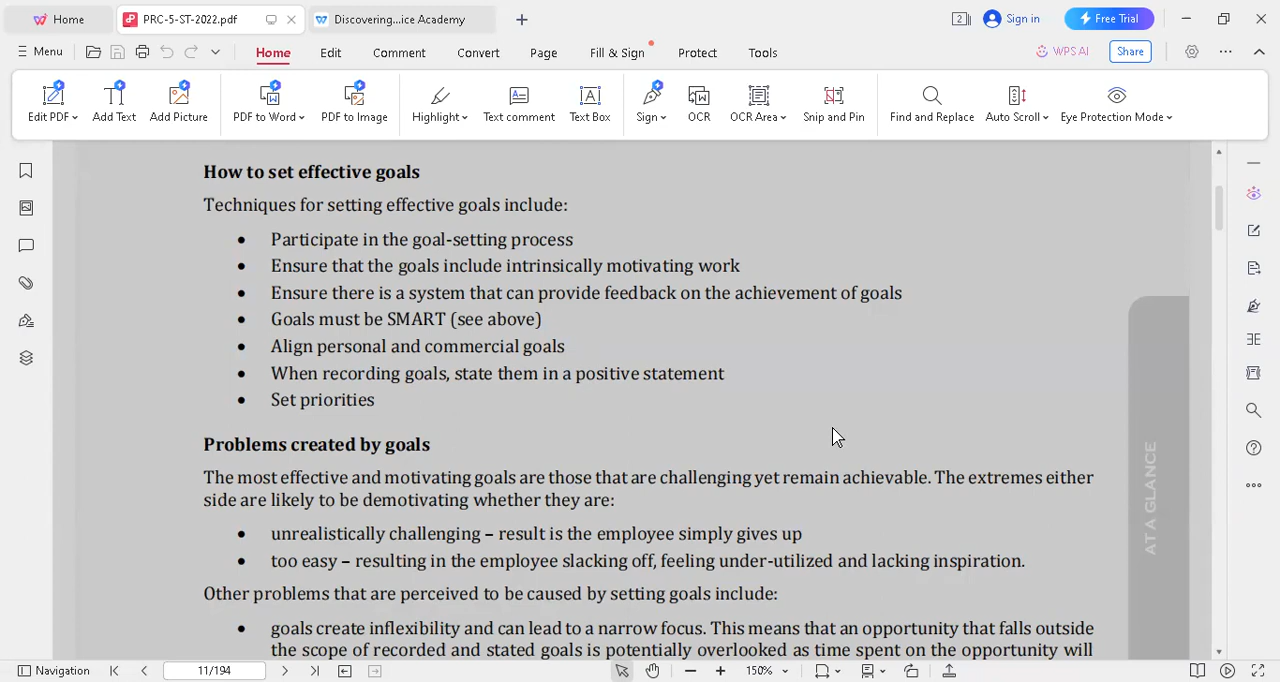 Home
PRC-5-ST-2022.pdf
Discovering...ice Academy
Sign in
Free Trial
Menu
Home
Edit
Comment
Convert
Page
Fill & Sign
Protect
Tools
WPS AI
Share
Edit PDF
Add Text
Add Picture
PDF to Word
PDF to Image
Highlight
Text comment
Text Box
Sign
OCR
OCR Area
Snip and Pin
Find and Replace
Auto Scroll
Eye Protection Mode
How to set effective goals
Techniques for setting effective goals include:
• Participate in the goal-setting process
• Ensure that the goals include intrinsically motivating work
• Ensure there is a system that can provide feedback on the achievement of goals
• Goals must be SMART (see above)
• Align personal and commercial goals
• When recording goals, state them in a positive statement
• Set priorities
Problems created by goals
The most effective and motivating goals are those that are challenging yet remain achievable. The extremes either
side are likely to be demotivating whether they are:
• unrealistically challenging – result is the employee simply gives up
• too easy – resulting in the employee slacking off, feeling under-utilized and lacking inspiration.
Other problems that are perceived to be caused by setting goals include:
• goals create inflexibility and can lead to a narrow focus. This means that an opportunity that falls outside
the scope of recorded and stated goals is potentially overlooked as time spent on the opportunity will
AT A GLANCE
Navigation
11/194
150%